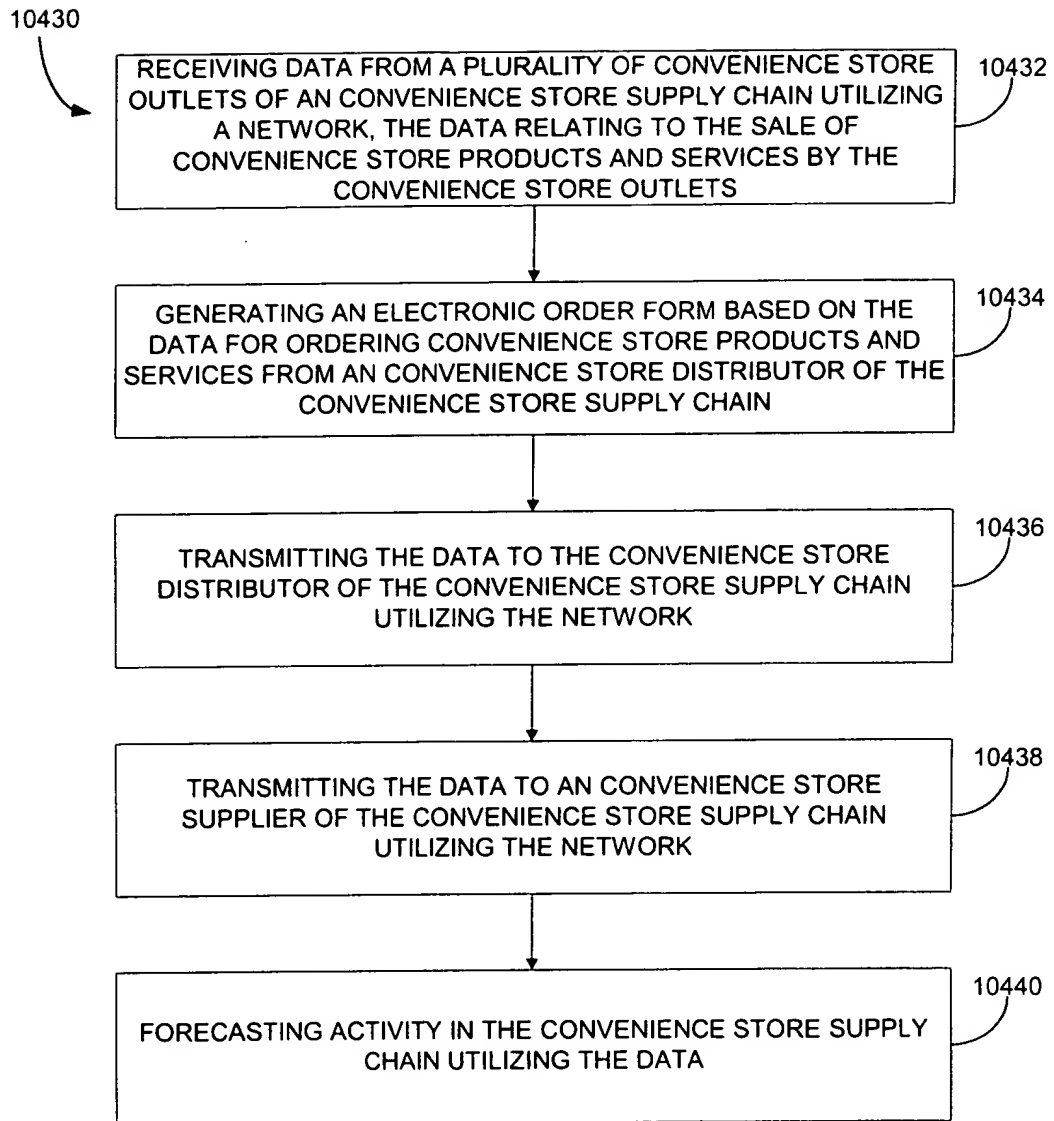 10430
RECEIVING DATA FROM A PLURALITY OF CONVENIENCE STORE
OUTLETS OF AN CONVENIENCE STORE SUPPLY CHAIN UTILIZING
A NETWORK, THE DATA RELATING TO THE SALE OF
CONVENIENCE STORE PRODUCTS AND SERVICES BY THE
CONVENIENCE STORE OUTLETS
10432
GENERATING AN ELECTRONIC ORDER FORM BASED ON THE
DATA FOR ORDERING CONVENIENCE STORE PRODUCTS AND
SERVICES FROM AN CONVENIENCE STORE DISTRIBUTOR OF THE
CONVENIENCE STORE SUPPLY CHAIN
10434
TRANSMITTING THE DATA TO THE CONVENIENCE STORE
DISTRIBUTOR OF THE CONVENIENCE STORE SUPPLY CHAIN
UTILIZING THE NETWORK
10436
TRANSMITTING THE DATA TO AN CONVENIENCE STORE
SUPPLIER OF THE CONVENIENCE STORE SUPPLY CHAIN
UTILIZING THE NETWORK
10438
FORECASTING ACTIVITY IN THE CONVENIENCE STORE SUPPLY
CHAIN UTILIZING THE DATA
10440